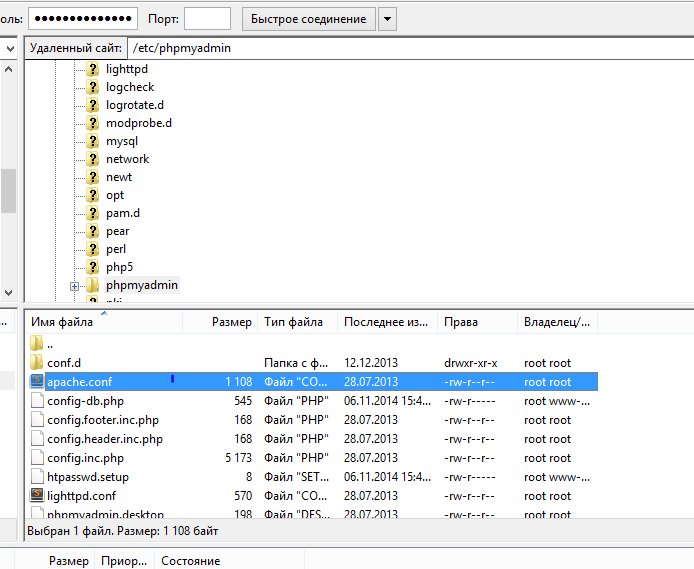 оль: ●●●●●●●●●●●●●● Порт: Быстрое соединение
Удаленный сайт: /etc/phpmyadmin
lighttpd
logcheck
logrotate.d
modprobe.d
mysql
network
newt
opt
pam.d
pear
perl
php5
phpmyadmin
... Имя файла Размер Тип файла Последнее из... Права Владелец/...
..
conf.d Папка с ф... 12.12.2013 drwxr-xr-x root root
apache.conf 1 108 Файл "CO... 28.07.2013 -rw-r--r-- root root
config-db.php 545 Файл "PHP" 06.11.2014 15:4... -rw-r----- root www-...
config.footer.inc.php 168 Файл "PHP" 28.07.2013 -rw-r--r-- root root
config.header.inc.php 168 Файл "PHP" 28.07.2013 -rw-r--r-- root root
config.inc.php 5 173 Файл "PHP" 28.07.2013 -rw-r--r-- root root
htpasswd.setup 8 Файл "SET... 06.11.2014 15:4... -rw-r----- root www-...
lighttpd.conf 570 Файл "CO... 28.07.2013 -rw-r--r-- root root
phpmyadmin.desktop 198 Файл "DES... 28.07.2013 -rw-r--r-- root root
Выбран 1 файл. Размер: 1 108 байт
Размер Приор... Состояние